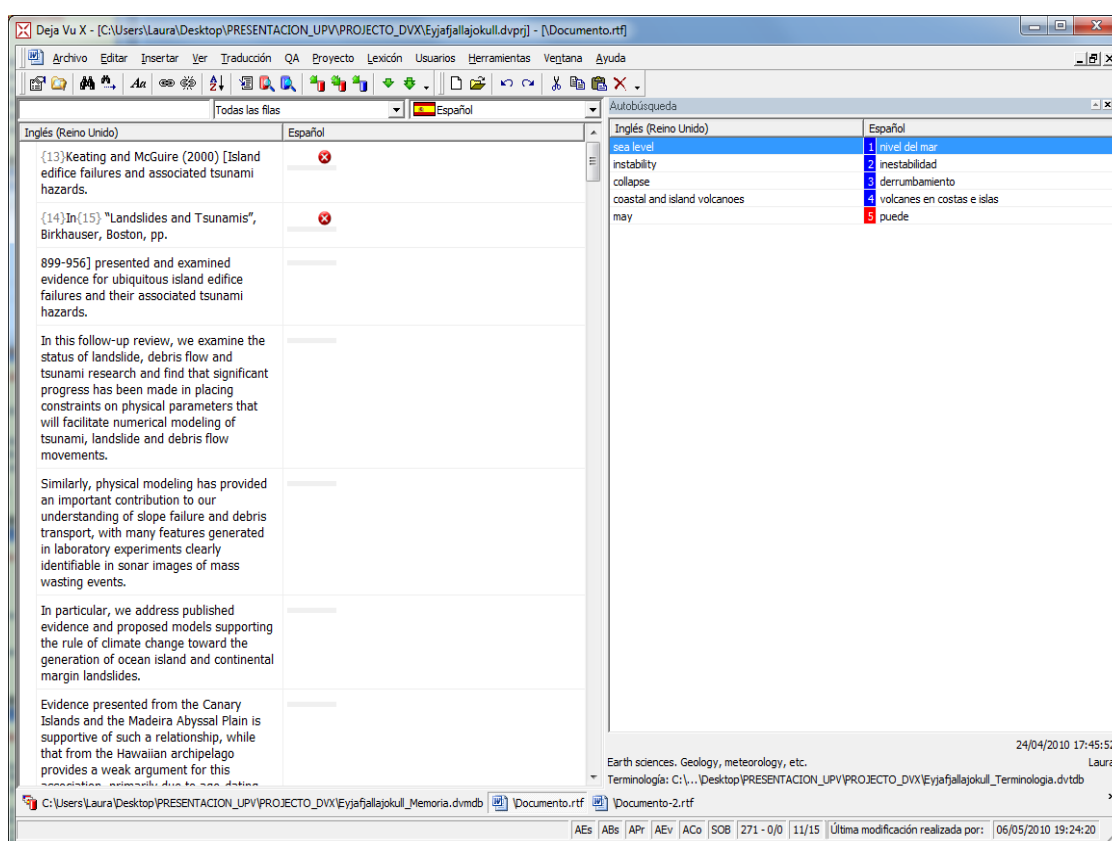 Deja Vu X - [C:\Users\Laura\Desktop\PRESENTACION_UPV\PROJECTO_DVX\Eyjafjallajokull.dvprj] - [\Documento.rtf]
Archivo Editar Insertar Ver Traducción QA Proyecto Lexicón Usuarios Herramientas Ventana Ayuda
Todas las filas Español
Inglés (Reino Unido) Español
{13}Keating and McGuire (2000) [Island
edifice failures and associated tsunami
hazards.
{14}In{15} “Landslides and Tsunamis”,
Birkhauser, Boston, pp.
899-956] presented and examined
evidence for ubiquitous island edifice
failures and their associated tsunami
hazards.
In this follow-up review, we examine the
status of landslide, debris flow and
tsunami research and find that significant
progress has been made in placing
constraints on physical parameters that
will facilitate numerical modeling of
tsunami, landslide and debris flow
movements.
Similarly, physical modeling has provided
an important contribution to our
understanding of slope failure and debris
transport, with many features generated
in laboratory experiments clearly
identifiable in sonar images of mass
wasting events.
In particular, we address published
evidence and proposed models supporting
the rule of climate change toward the
generation of ocean island and continental
margin landslides.
Evidence presented from the Canary
Islands and the Madeira Abyssal Plain is
supportive of such a relationship, while
that from the Hawaiian archipelago
provides a weak argument for this
association, primarily due to age-dating
Autobúsqueda
Inglés (Reino Unido) Español
sea level 1 nivel del mar
instability 2 inestabilidad
collapse 3 derrumbamiento
coastal and island volcanoes 4 volcanes en costas e islas
may 5 puede
24/04/2010 17:45:52
Earth sciences. Geology, meteorology, etc. Laura
Terminología: C:\...\Desktop\PRESENTACION_UPV\PROYECTO_DVX\Eyjafjallajokull_Terminologia.dvtdb
C:\Users\Laura\Desktop\PRESENTACION_UPV\PROJECTO_DVX\Eyjafjallajokull_Memoria.dvmdb \Documento.rtf \Documento-2.rtf
AEs ABs APr AEv ACo SOB 271 - 0/0 11/15 Última modificación realizada por: 06/05/2010 19:24:20